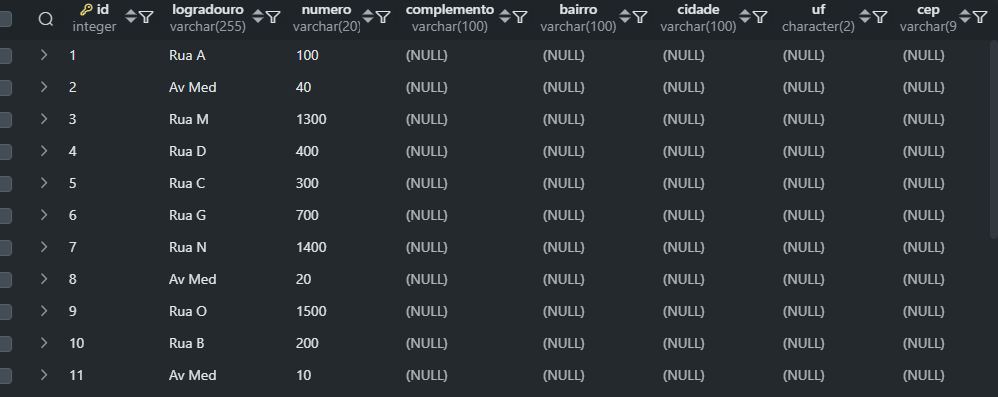 id logradouro numero complemento bairro cidade uf cep
integer varchar(255) varchar(20) varchar(100) varchar(100) varchar(100) character(2) varchar(9
1 Rua A 100 (NULL) (NULL) (NULL) (NULL) (NULL)
2 Av Med 40 (NULL) (NULL) (NULL) (NULL) (NULL)
3 Rua M 1300 (NULL) (NULL) (NULL) (NULL) (NULL)
4 Rua D 400 (NULL) (NULL) (NULL) (NULL) (NULL)
5 Rua C 300 (NULL) (NULL) (NULL) (NULL) (NULL)
6 Rua G 700 (NULL) (NULL) (NULL) (NULL) (NULL)
7 Rua N 1400 (NULL) (NULL) (NULL) (NULL) (NULL)
8 Av Med 20 (NULL) (NULL) (NULL) (NULL) (NULL)
9 Rua O 1500 (NULL) (NULL) (NULL) (NULL) (NULL)
10 Rua B 200 (NULL) (NULL) (NULL) (NULL) (NULL)
11 Av Med 10 (NULL) (NULL) (NULL) (NULL) (NULL)